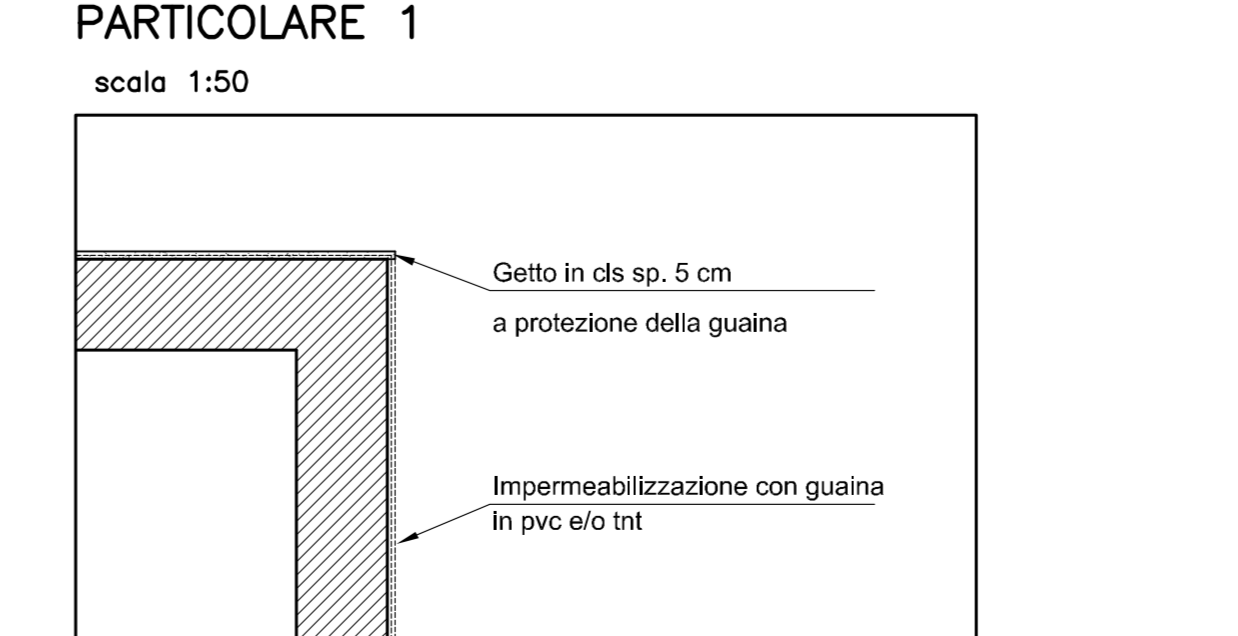 PARTICOLARE 1
scala 1:50
Getto in cls sp. 5 cm
a protezione della guaina
Impermeabilizzazione con guaina
in pvc e/o tnt